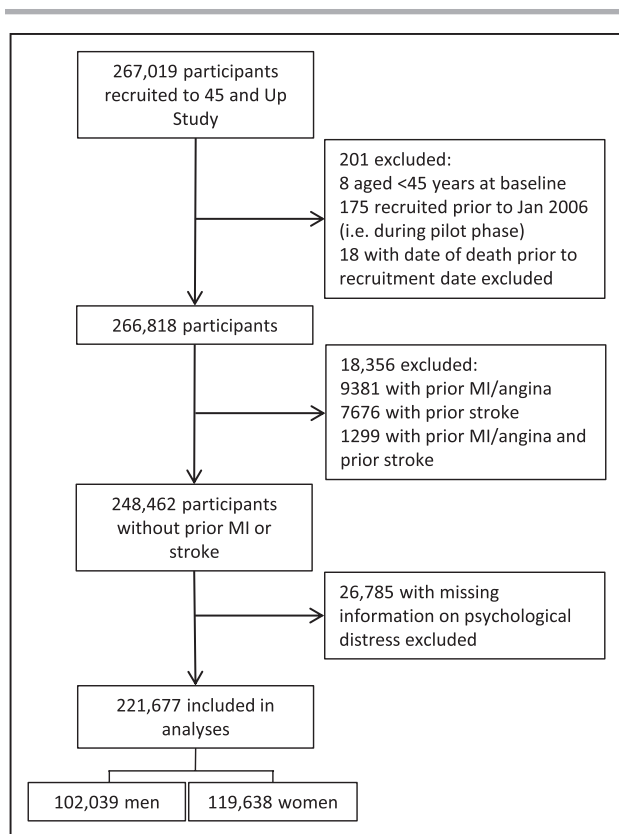 267,019 participants
recruited to 45 and Up
Study
201 excluded:
8 aged <45 years at baseline
175 recruited prior to Jan 2006
(i.e. during pilot phase)
18 with date of death prior to
recruitment date excluded
266,818 participants
18,356 excluded:
9381 with prior MI/angina
7676 with prior stroke
1299 with prior MI/angina and
prior stroke
248,462 participants
without prior MI or
stroke
26,785 with missing
information on psychological
distress excluded
221,677 included in
analyses
102,039 men
119,638 women